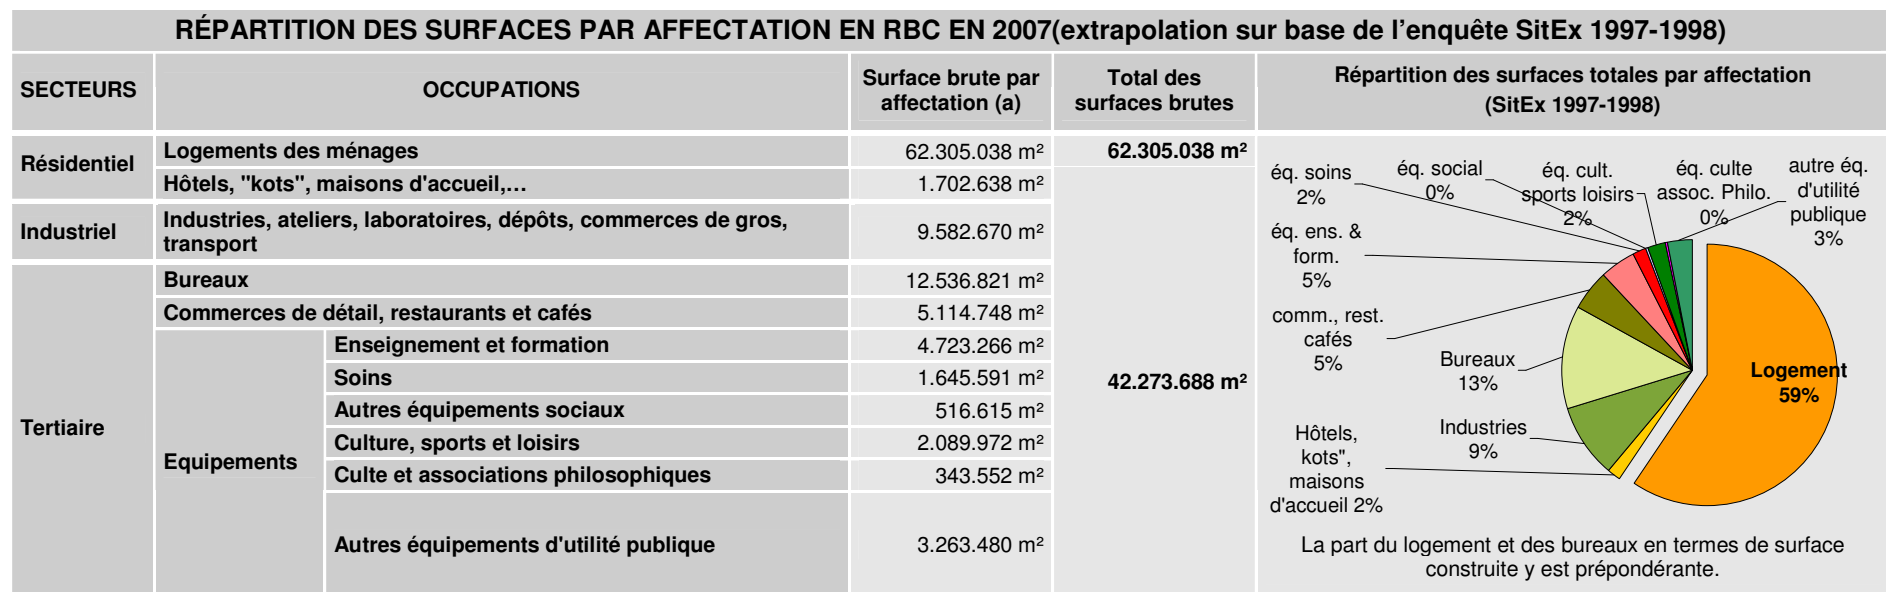 RÉPARTITION DES SURFACES PAR AFFECTATION EN RBC EN 2007(extrapolation sur base de l'enquête SitEx 1997-1998)
SECTEURS
OCCUPATIONS
Surface brute par
affectation (a)
Total des
surfaces brutes
Répartition des surfaces totales par affectation
(SitEx 1997-1998)
Résidentiel
Logements des ménages
62.305.038 m²
62.305.038 m²
Hôtels, "kots", maisons d'accueil,…
1.702.638 m²
Industriel
Industries, ateliers, laboratoires, dépôts, commerces de gros,
transport
9.582.670 m²
Tertiaire
Bureaux
12.536.821 m²
Commerces de détail, restaurants et cafés
5.114.748 m²
Equipements
Enseignement et formation
4.723.266 m²
Soins
1.645.591 m²
42.273.688 m²
Autres équipements sociaux
516.615 m²
Culture, sports et loisirs
2.089.972 m²
Culte et associations philosophiques
343.552 m²
Autres équipements d'utilité publique
3.263.480 m²
éq. soins
2%
éq. social
0%
éq. cult.
sports loisirs
2%
éq. culte
assoc. Philo.
0%
autre éq.
d'utilité
publique
3%
éq. ens. &
form.
5%
comm., rest.
cafés
5%
Bureaux
13%
Logement
59%
Industries
9%
Hôtels,
kots",
maisons
d'accueil 2%
La part du logement et des bureaux en termes de surface
construite y est prépondérante.